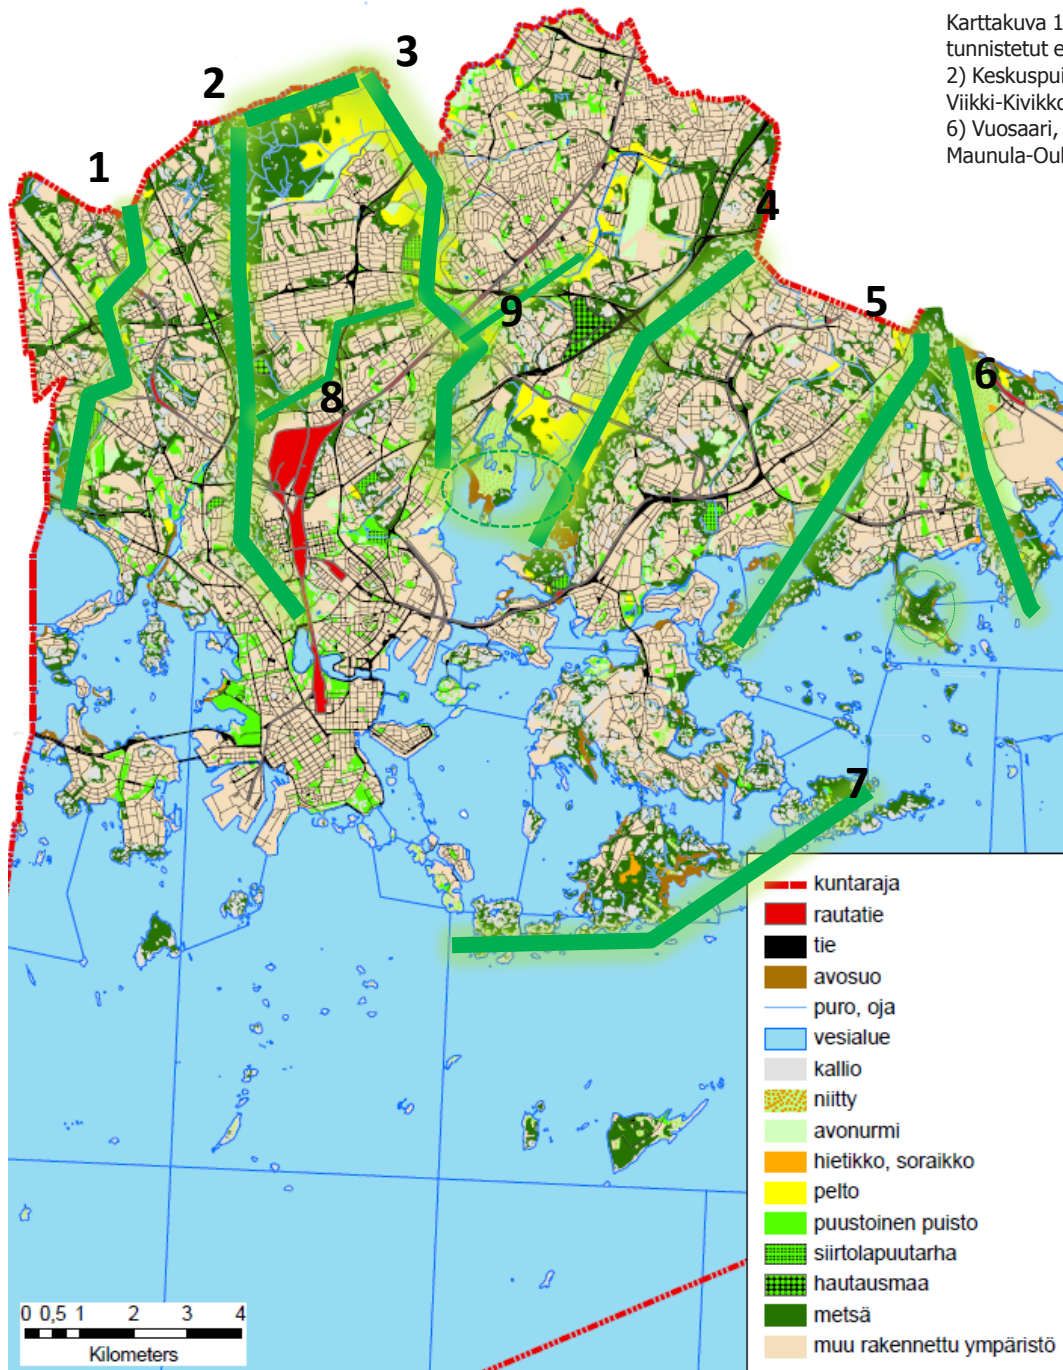 Karttakuva 1
tunnistetut e
2) Keskuspui
Viikki-Kivikko
6) Vuosaari,
Maunula-Oul
3
2
1
4
5
9
6
8
7
kuntaraja
rautatie
tie
avosuo
puro, oja
vesialue
kallio
niitty
avonurmi
hietikko, soraikko
pelto
puustoinen puisto
siirtolapuutarha
hautausmaa
metsä
muu rakennettu ympäristö
0 0,5 1 2 3 4
Kilometers